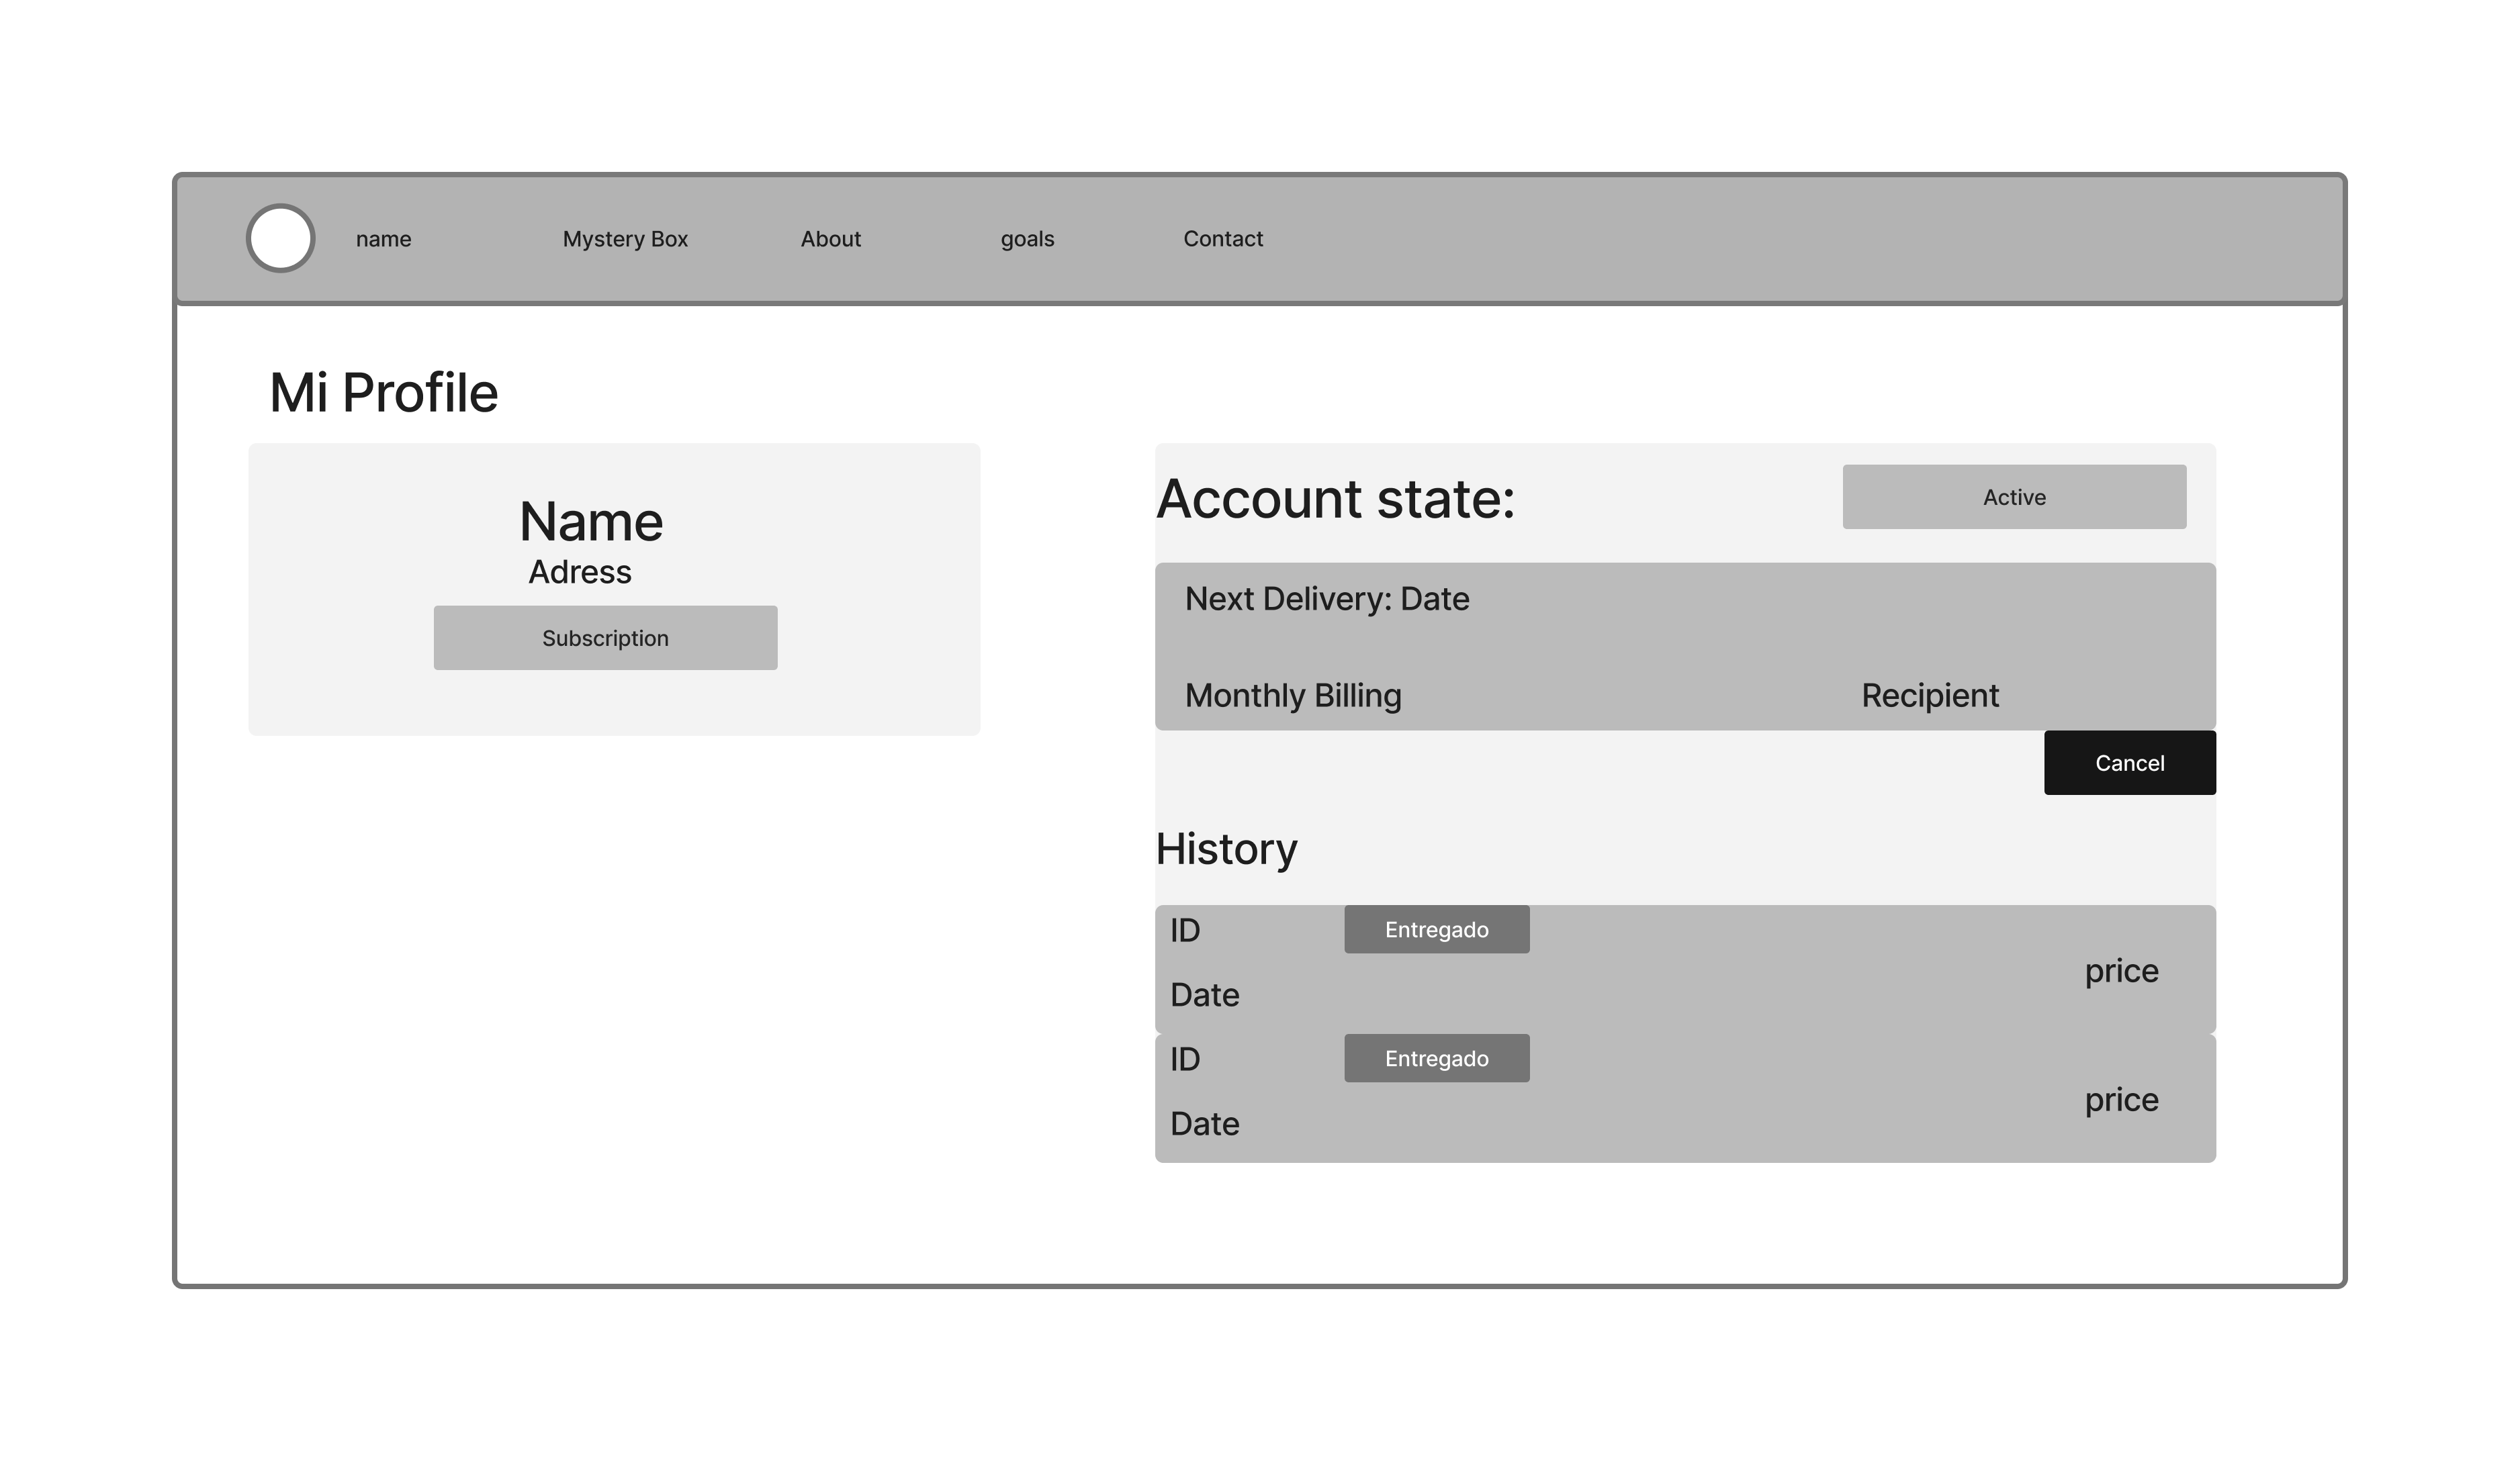 name
Mystery Box
About
goals
Contact
Mi Profile
Name
Adress
Subscription
Account state:
Active
Next Delivery: Date
Monthly Billing
Recipient
Cancel
History
ID
Entregado
Date
price
ID
Entregado
Date
price